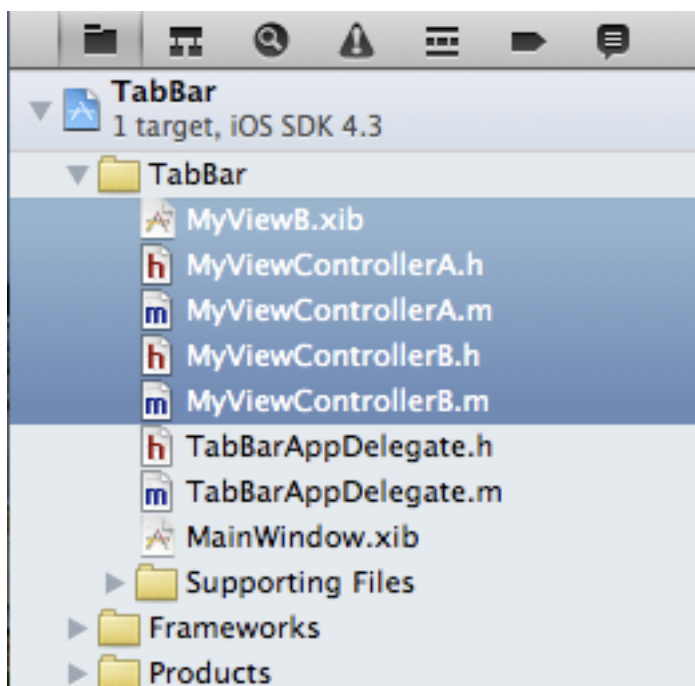 TabBar
1 target, iOS SDK 4.3
TabBar
MyViewB.xib
h MyViewControllerA.h
m MyViewControllerA.m
h MyViewControllerB.h
m MyViewControllerB.m
h TabBarAppDelegate.h
m TabBarAppDelegate.m
MainWindow.xib
Supporting Files
Frameworks
Products